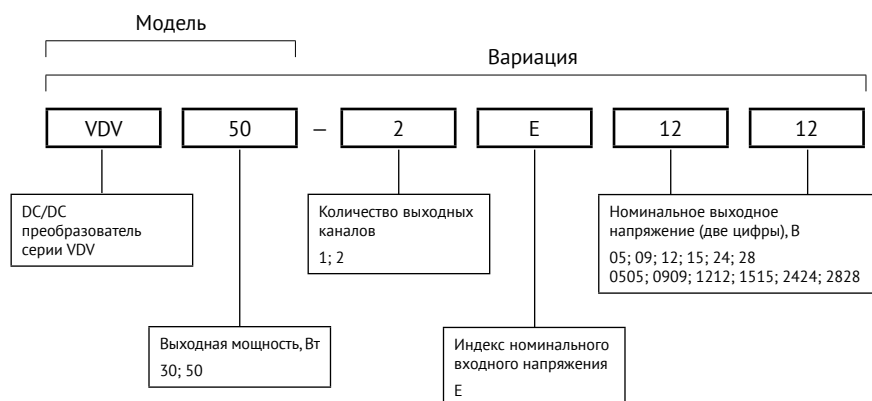 Модель
Вариация
VDV 50 – 2 E 12 12
DC/DC
преобразователь
серии VDV
Количество выходных
каналов
1; 2
Номинальное выходное
напряжение (две цифры), В
05; 09; 12; 15; 24; 28
0505; 0909; 1212; 1515; 2424; 2828
Выходная мощность, Вт
30; 50
Индекс номинального
входного напряжения
E